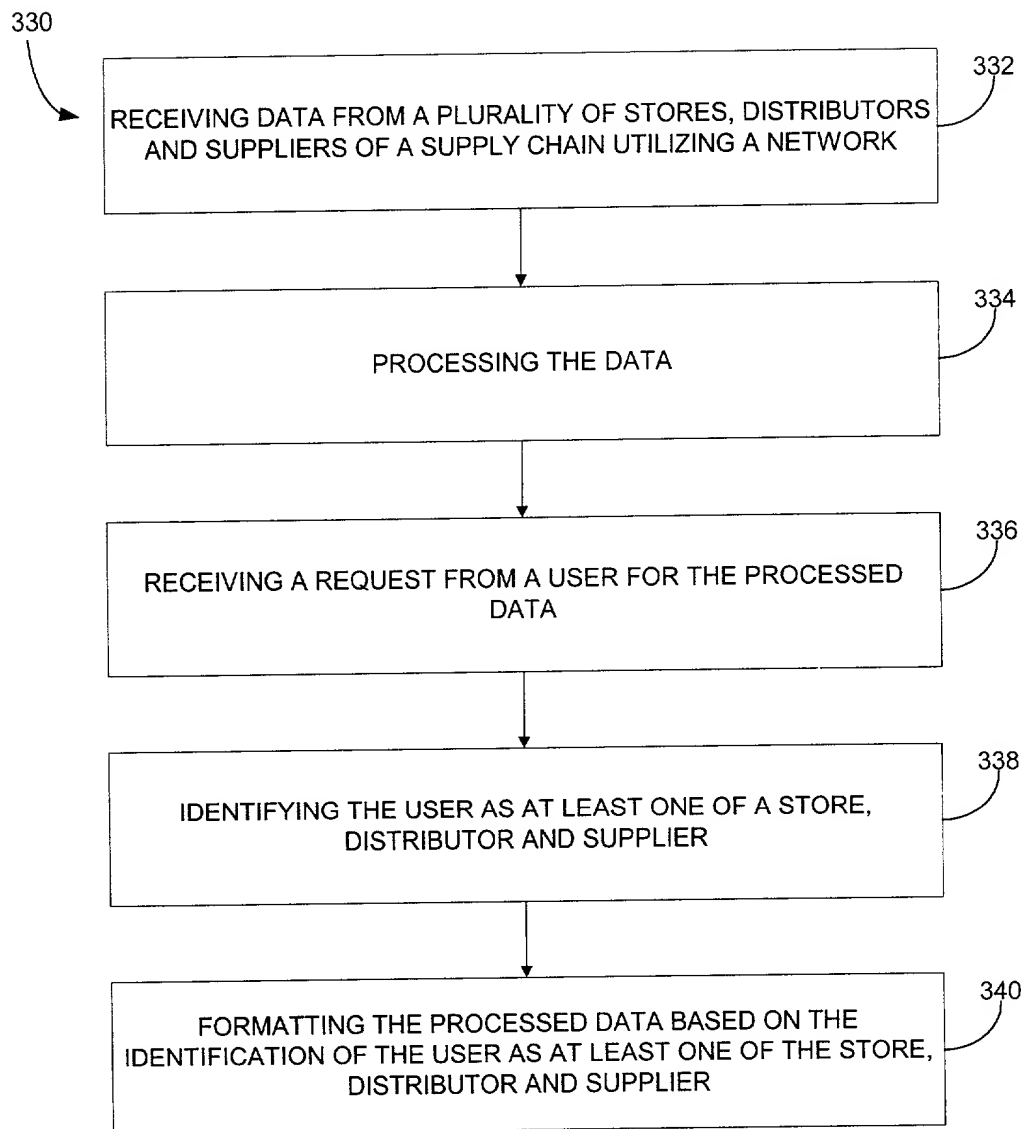 330
332
RECEIVING DATA FROM A PLURALITY OF STORES, DISTRIBUTORS
AND SUPPLIERS OF A SUPPLY CHAIN UTILIZING A NETWORK
334
PROCESSING THE DATA
336
RECEIVING A REQUEST FROM A USER FOR THE PROCESSED
DATA
338
IDENTIFYING THE USER AS AT LEAST ONE OF A STORE,
DISTRIBUTOR AND SUPPLIER
340
FORMATTING THE PROCESSED DATA BASED ON THE
IDENTIFICATION OF THE USER AS AT LEAST ONE OF THE STORE,
DISTRIBUTOR AND SUPPLIER